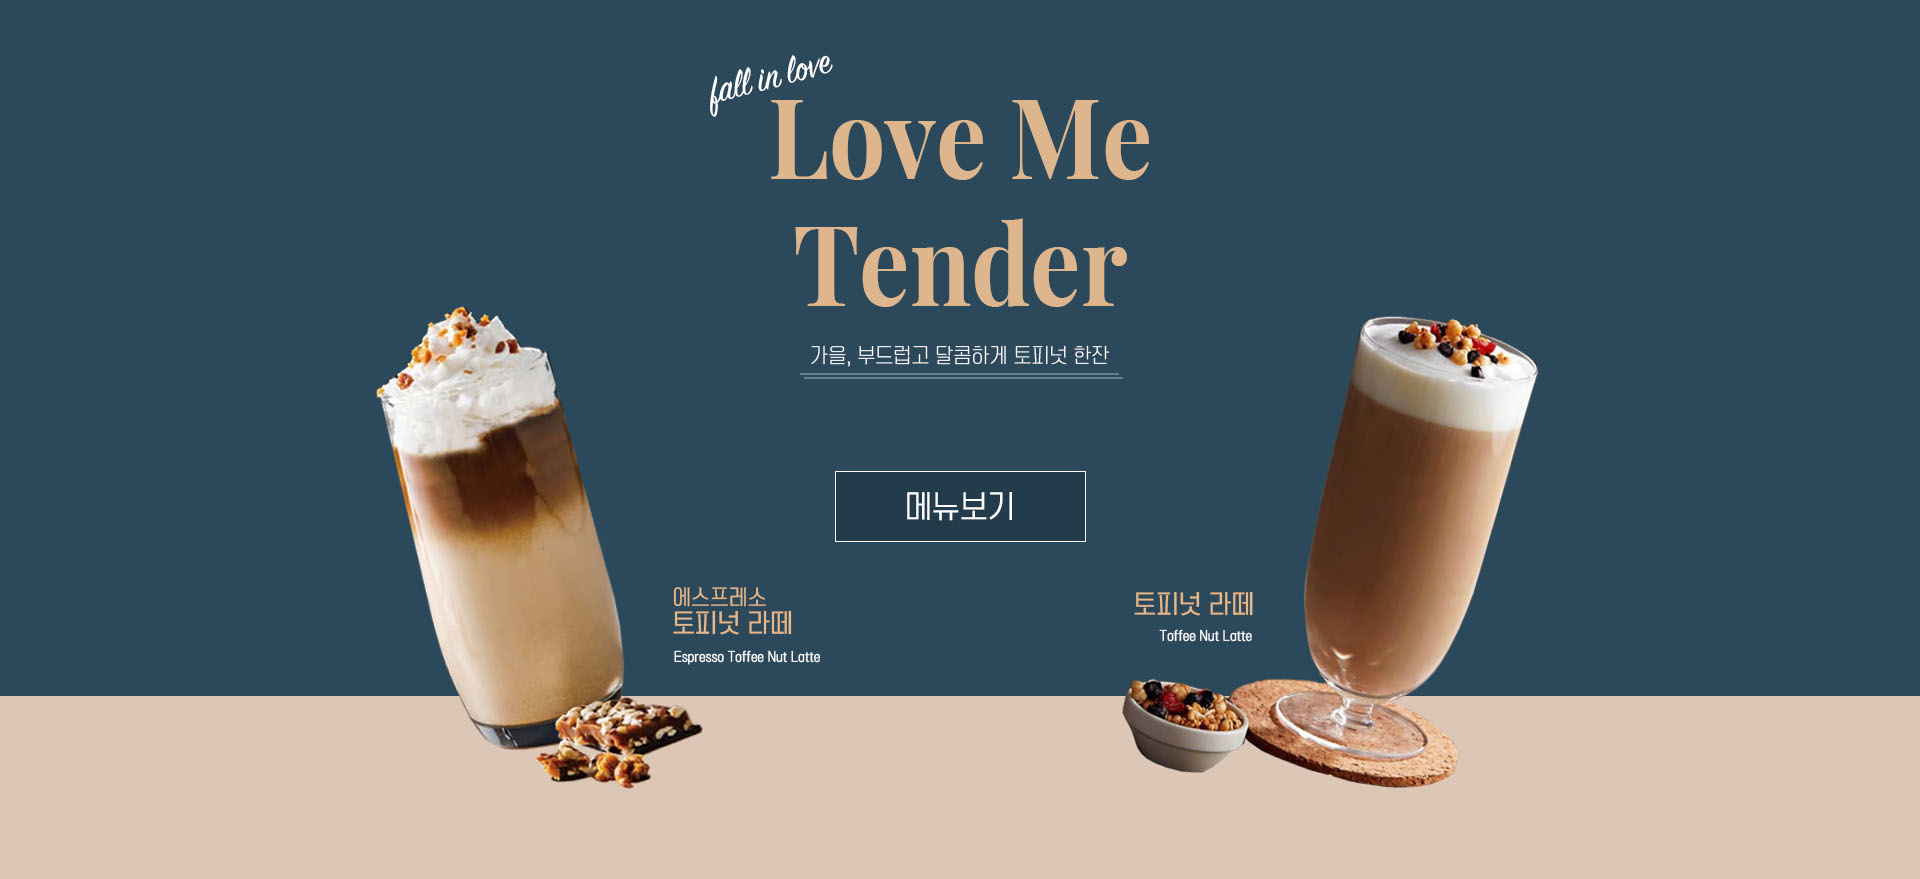 fall in love
Love Me
Tender
가을, 부드럽고 달콤하게 토피넛 한잔
메뉴보기
에스프레소
토피넛 라떼
Espresso Toffee Nut Latte
토피넛 라떼
Toffee Nut Latte